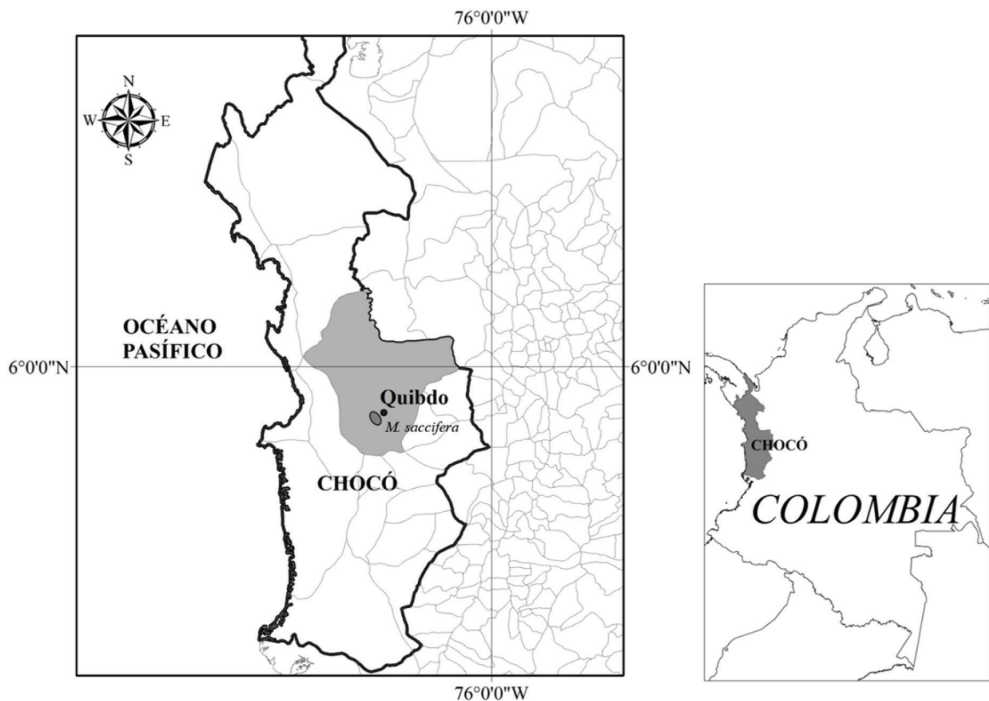 76°0'0"W
N
W E
S
OCÉANO
PASÍFICO
6°0'0"N
6°0'0"N
Quibdo
M. saccifera
CHOCÓ
76°0'0"W
CHOCÓ
COLOMBIA